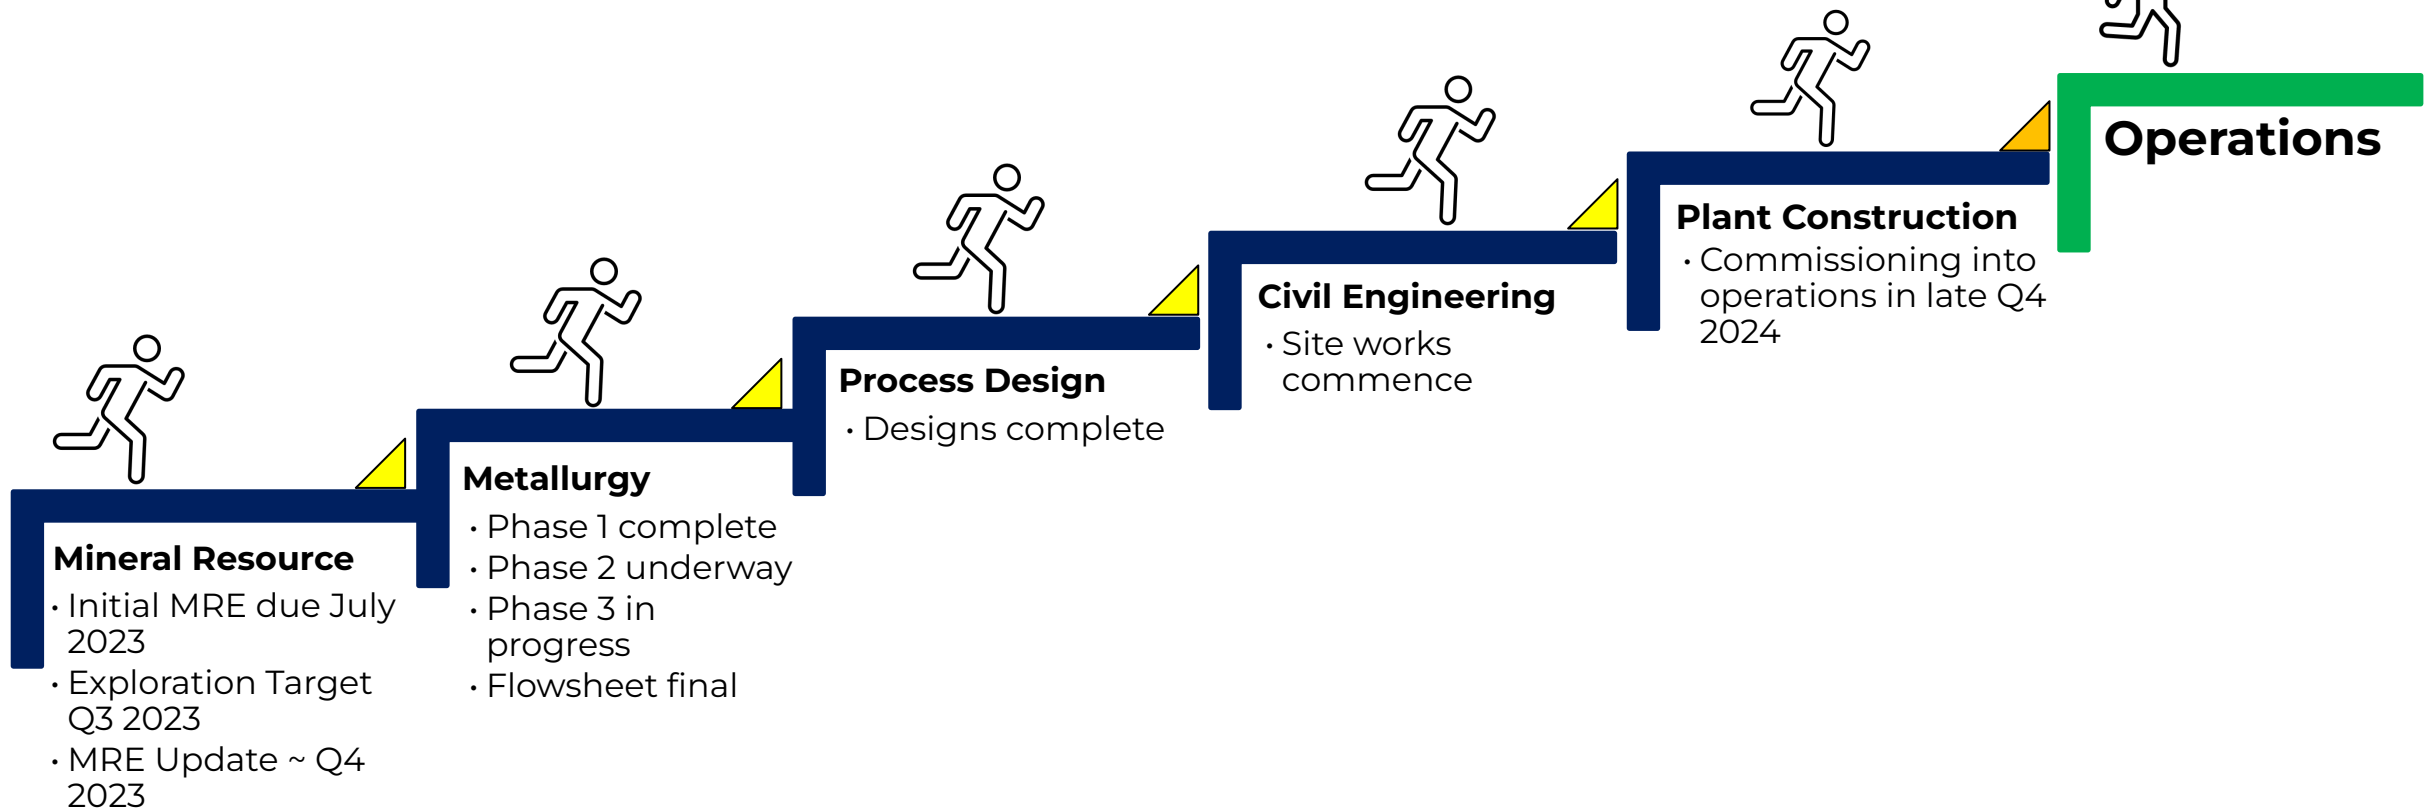 Mineral Resource
· Initial MRE due July
2023
· Exploration Target
Q3 2023
· MRE Update ~ Q4
2023
Metallurgy
· Phase 1 complete
· Phase 2 underway
· Phase 3 in
progress
· Flowsheet final
Process Design
· Designs complete
Civil Engineering
· Site works
commence
Plant Construction
· Commissioning into
operations in late Q4
2024
Operations